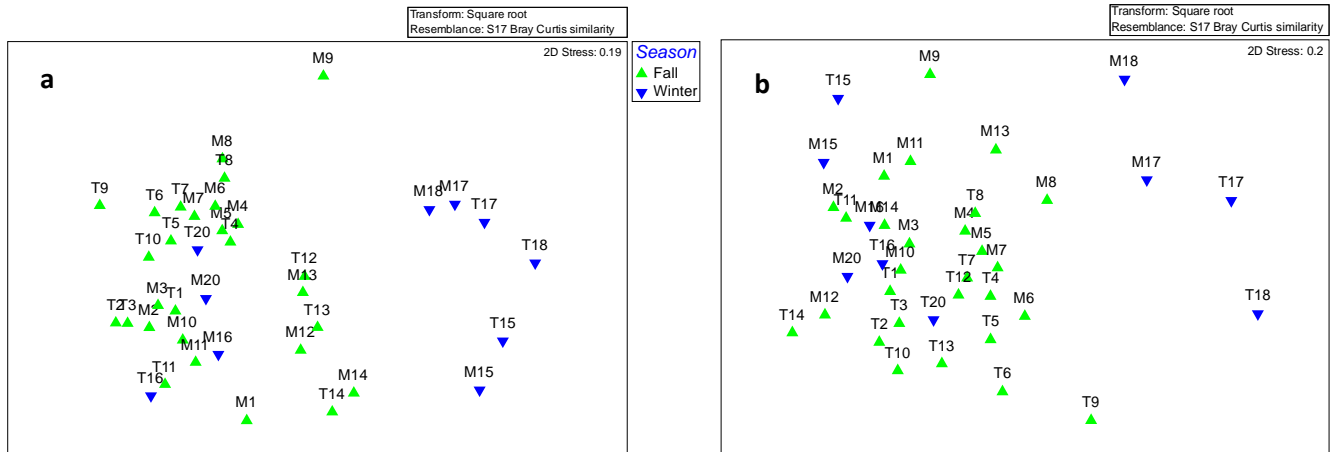 Transform: Square root
Resemblance: S17 Bray Curtis similarity
2D Stress: 0.19
a
Season
Fall
Winter
M9
M8
T8
T9
T6
T7
M7
M6
M4
M5
T4
T5
T20
T10
M18
M17
T17
T18
T12
M13
M20
M3
T1
T2
T3
M2
M10
M16
T13
M12
M11
T15
T11
T16
M15
M14
T14
M1
Transform: Square root
Resemblance: S17 Bray Curtis similarity
2D Stress: 0.2
b
M9
M18
T15
M13
M15
M11
M1
M17
T17
M8
M2
T11
M16
M14
T8
M4
M3
M5
T16
M10
M7
M20
T7
T1
T12
T4
M12
T14
T3
T20
M6
T18
T2
T5
T10
T13
T6
T9